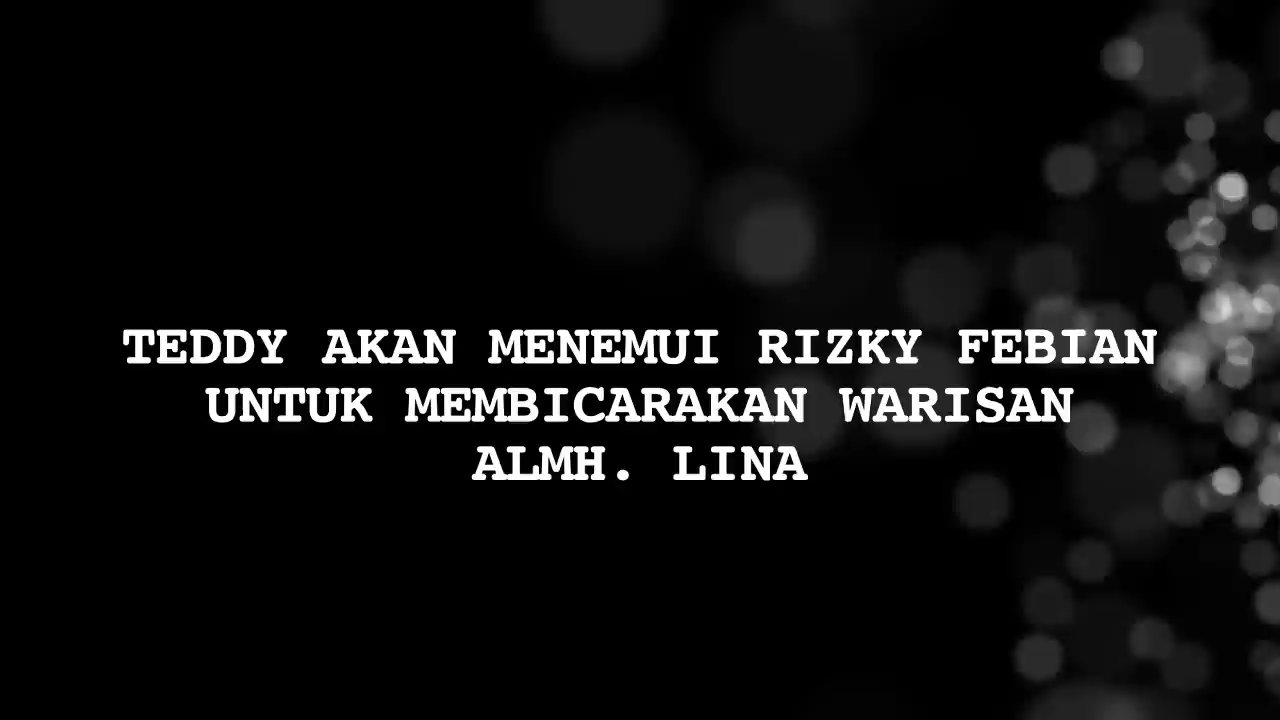 TEDDY AKAN MENEMUI RIZKY FEBIAN
UNTUK MEMBICARAKAN WARISAN
ALMH. LINA